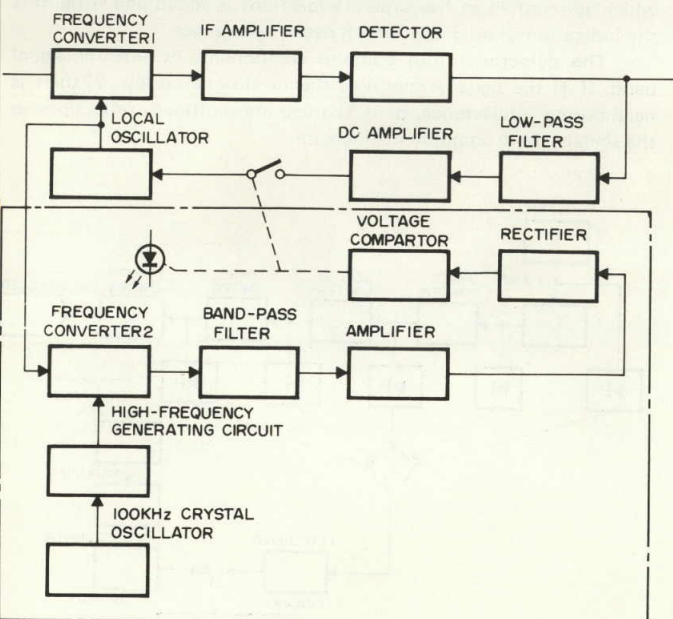 FREQUENCY
CONVERTER1
IF AMPLIFIER
DETECTOR
LOCAL
OSCILLATOR
DC AMPLIFIER
LOW-PASS
FILTER
VOLTAGE
COMPARTOR
RECTIFIER
FREQUENCY
CONVERTER2
BAND-PASS
FILTER
AMPLIFIER
HIGH-FREQUENCY
GENERATING CIRCUIT
100KHz CRYSTAL
OSCILLATOR